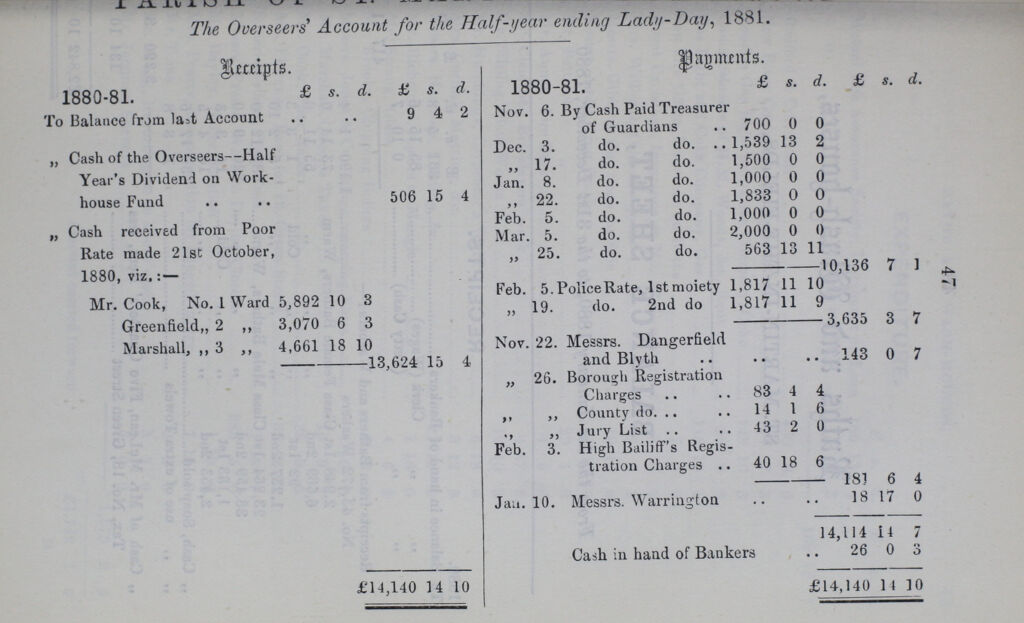 The Overseers' Account for the Half-year ending Lady-Day, 1881.
Receipts.
1880-81. £ s. d. £ s. d.
To Balance from last Account .. .. 9 4 2
„ Cash of the Overseers--Half
Year's Dividend on Work-
house Fund .. .. 506 15 4
„ Cash received from Poor
Rate made 21st October,
1880, viz.:—
Mr. Cook, No. 1 Ward 5,892 10 3
Greenfield„ 2 „ 3,070 6 3
Marshall, „ 3 „ 4,661 18 10
13,624 15 4
£14,140 14 10
Payments.
1880-81. £ s. d. £ s. d.
Nov. 6. By Cash Paid Treasurer
of Guardians .. 700 0 0
Dec. 3. do. do. .. 1,539 13 2
„ 17. do. do. 1,500 0 0
Jan. 8. do. do. 1,000 0 0
„ 22. do. do. 1,833 0 0
Feb. 5. do. do. 1,000 0 0
Mar. 5. do. do. 2,000 0 0
„ 25. do. do. 563 13 11
10,136 7 1
Feb. 5. Police Rate, 1st moiety 1,817 11 10
„ 19. do. 2nd do 1,817 11 9
3,635 3 7
Nov. 22. Messrs. Dangerfield
and Blyth .. .. .. 143 0 7
„ 26. Borough Registration
Charges .. .. 83 4 4
„ „ County do. .. .. 14 1 6
„ „ Jury List .. .. 43 2 0
Feb. 3. High Bailiff's Regis-
tration Charges .. 40 18 6
181 6 4
Jan. 10. Messrs. Warrington .. .. 18 17 0
14,114 14 7
Cash in hand of Bankers .. 26 0 3
£14,140 14 10
47